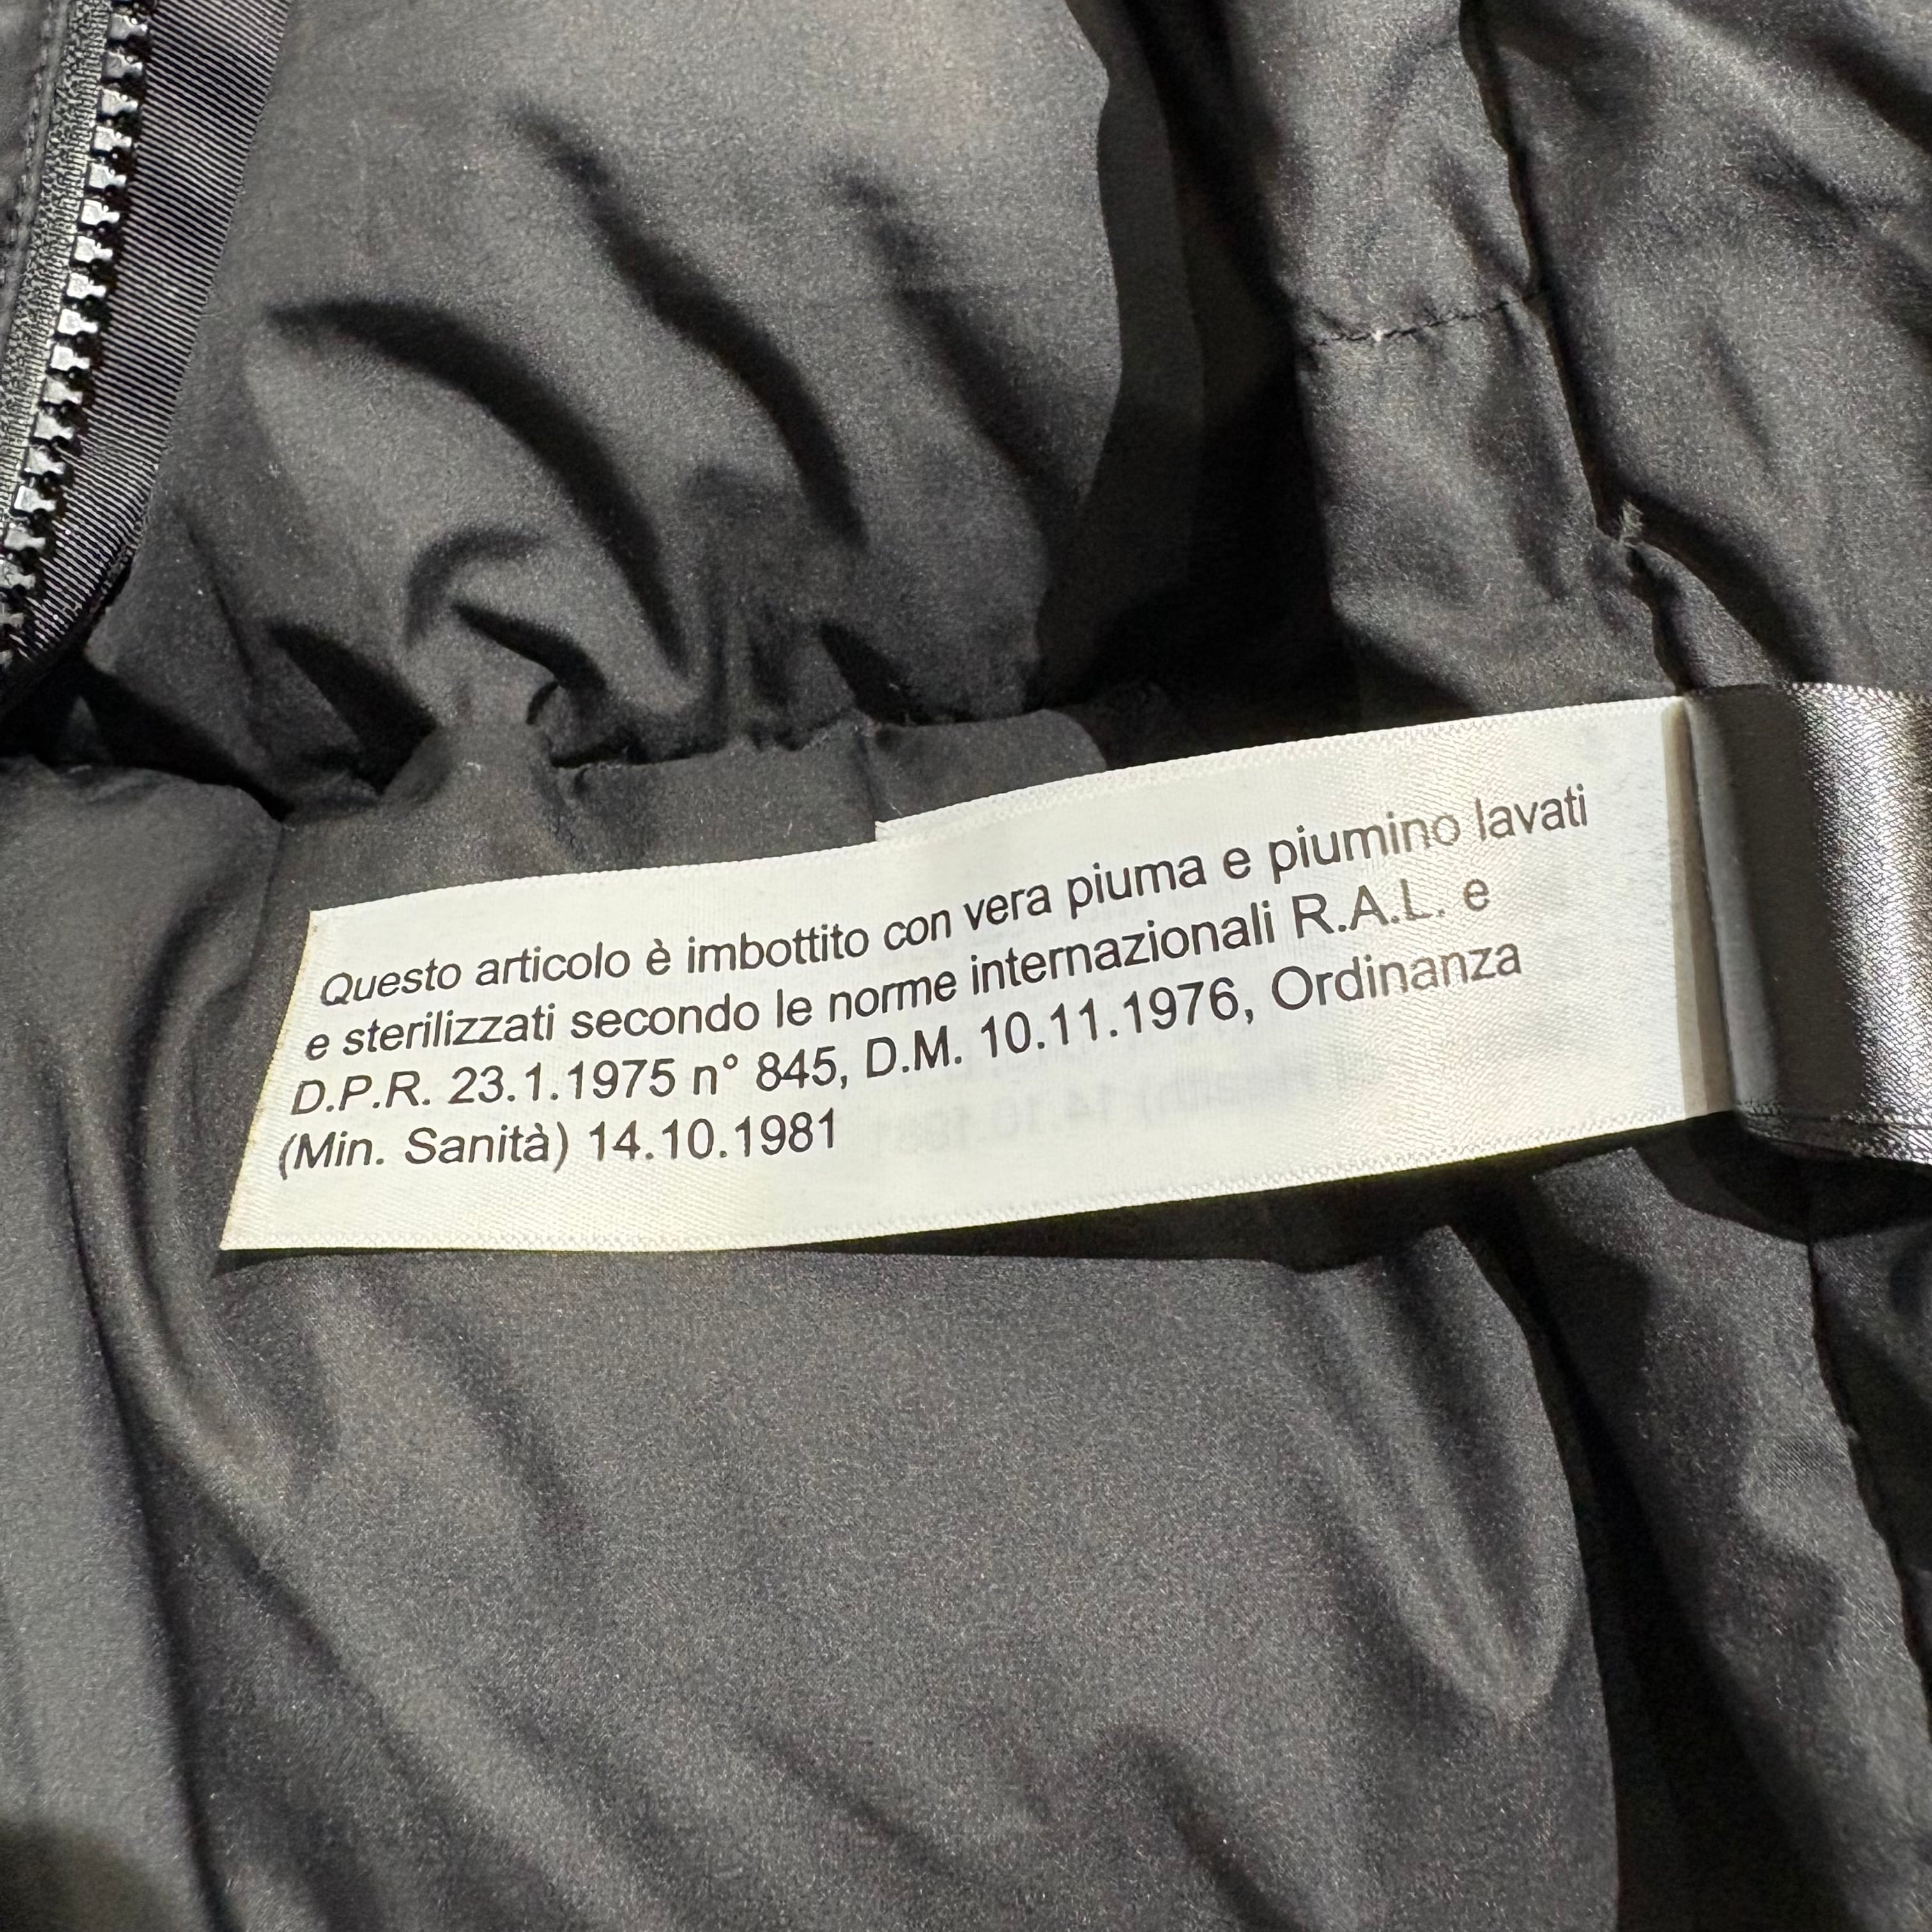 Questo articolo è imbottito con vera piuma e piumino lavati
e sterilizzati secondo le norme internazionali R.A.L. e
D.P.R. 23.1.1975 n° 845, D.M. 10.11.1976, Ordinanza
(Min. Sanità) 14.10.1981